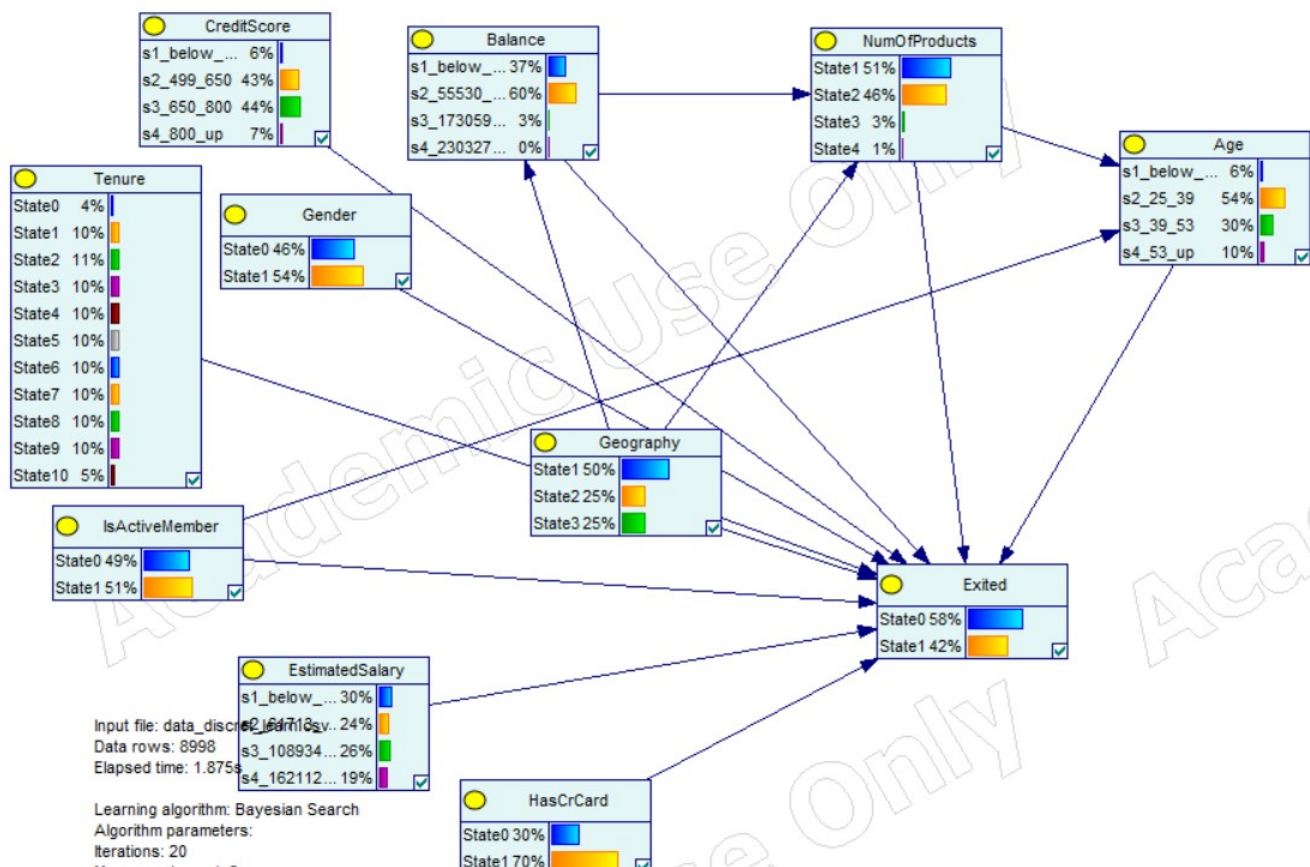 CreditScore
s1_below_... 6%
s2_499_650 43%
s3_650_800 44%
s4_800_up 7%
Balance
s1_below_... 37%
s2_55530_... 60%
s3_173059... 3%
s4_230327... 0%
NumOfProducts
State1 51%
State2 46%
State3 3%
State4 1%
Age
s1_below_... 6%
s2_25_39 54%
s3_39_53 30%
s4_53_up 10%
Tenure
State0 4%
State1 10%
State2 11%
State3 10%
State4 10%
State5 10%
State6 10%
State7 10%
State8 10%
State9 10%
State10 5%
Gender
State0 46%
State1 54%
Geography
State1 50%
State2 25%
State3 25%
IsActiveMember
State0 49%
State1 51%
Exited
State0 58%
State1 42%
EstimatedSalary
s1_below_... 30%
s2_61713... 24%
s3_108934... 26%
s4_162112... 19%
Input file:
Data rows: 8998
Elapsed time: 1.875s
Learning algorithm: Bayesian Search
Algorithm parameters:
Iterations: 20
HasCrCard
State0 30%
State1 70%
Academic Use Only
Use Only
Aca